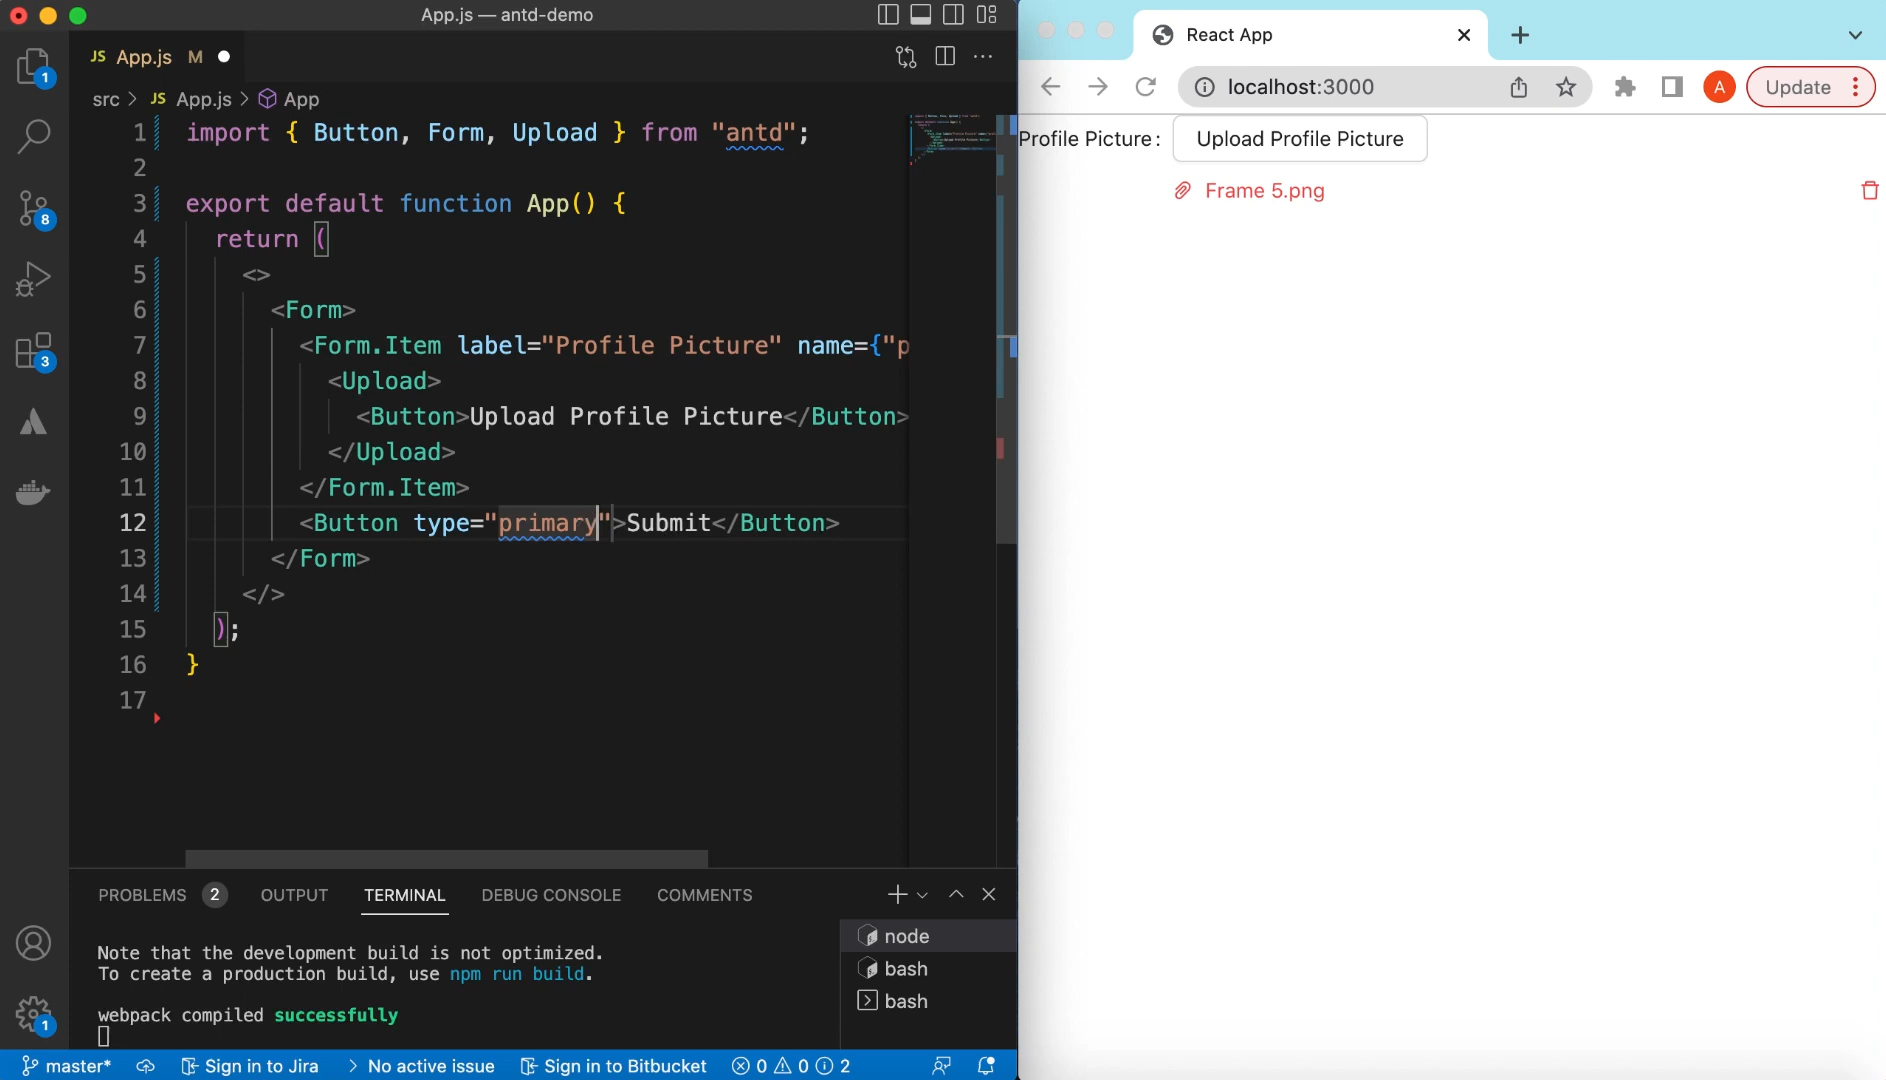 App.js — antd-demo
JS App.js M
src > JS App.js > App
1 import { Button, Form, Upload } from "antd";
2
3 export default function App() {
4 return (
5 <>
6 <Form>
7 <Form.Item label="Profile Picture" name={"p
8 <Upload>
9 <Button>Upload Profile Picture</Button>
10 </Upload>
11 </Form.Item>
12 <Button type="primary">Submit</Button>
13 </Form>
14 </>
15 );
16 }
17
1
8
3
1
PROBLEMS 2 OUTPUT TERMINAL DEBUG CONSOLE COMMENTS
Note that the development build is not optimized.
To create a production build, use npm run build.
webpack compiled successfully
node
bash
bash
master* Sign in to Jira > No active issue Sign in to Bitbucket 0 0 2
React App
localhost:3000
A
Update
Profile Picture : Upload Profile Picture
Frame 5.png